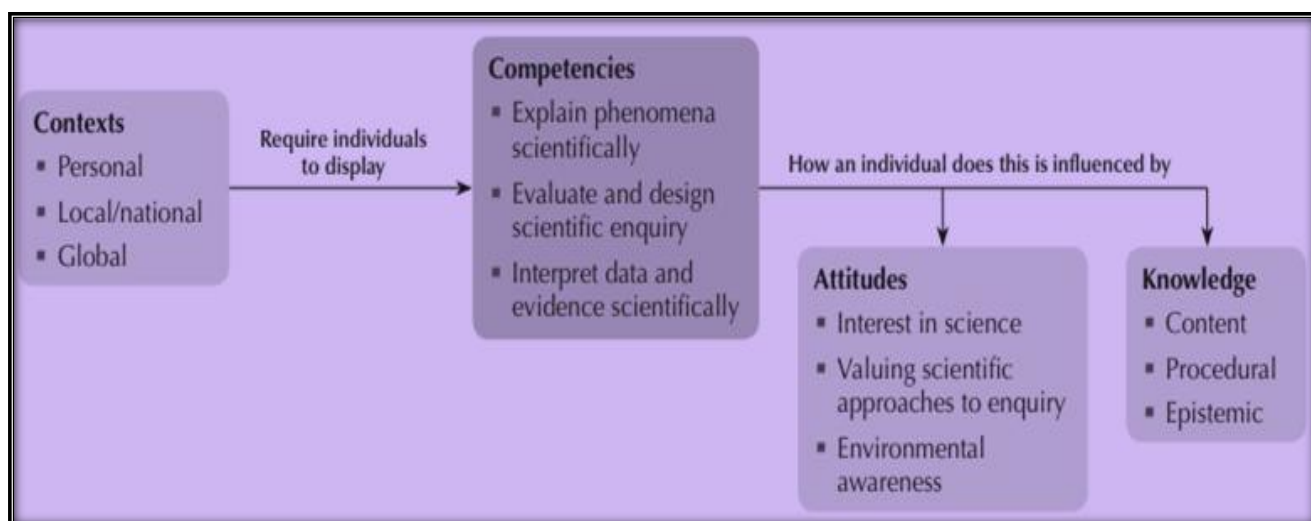 Contexts
▪ Personal
▪ Local/national
▪ Global
Require individuals
to display
Competencies
▪ Explain phenomena
scientifically
▪ Evaluate and design
scientific enquiry
▪ Interpret data and
evidence scientifically
How an individual does this is influenced by
Attitudes
▪ Interest in science
▪ Valuing scientific
approaches to enquiry
▪ Environmental
awareness
Knowledge
▪ Content
▪ Procedural
▪ Epistemic